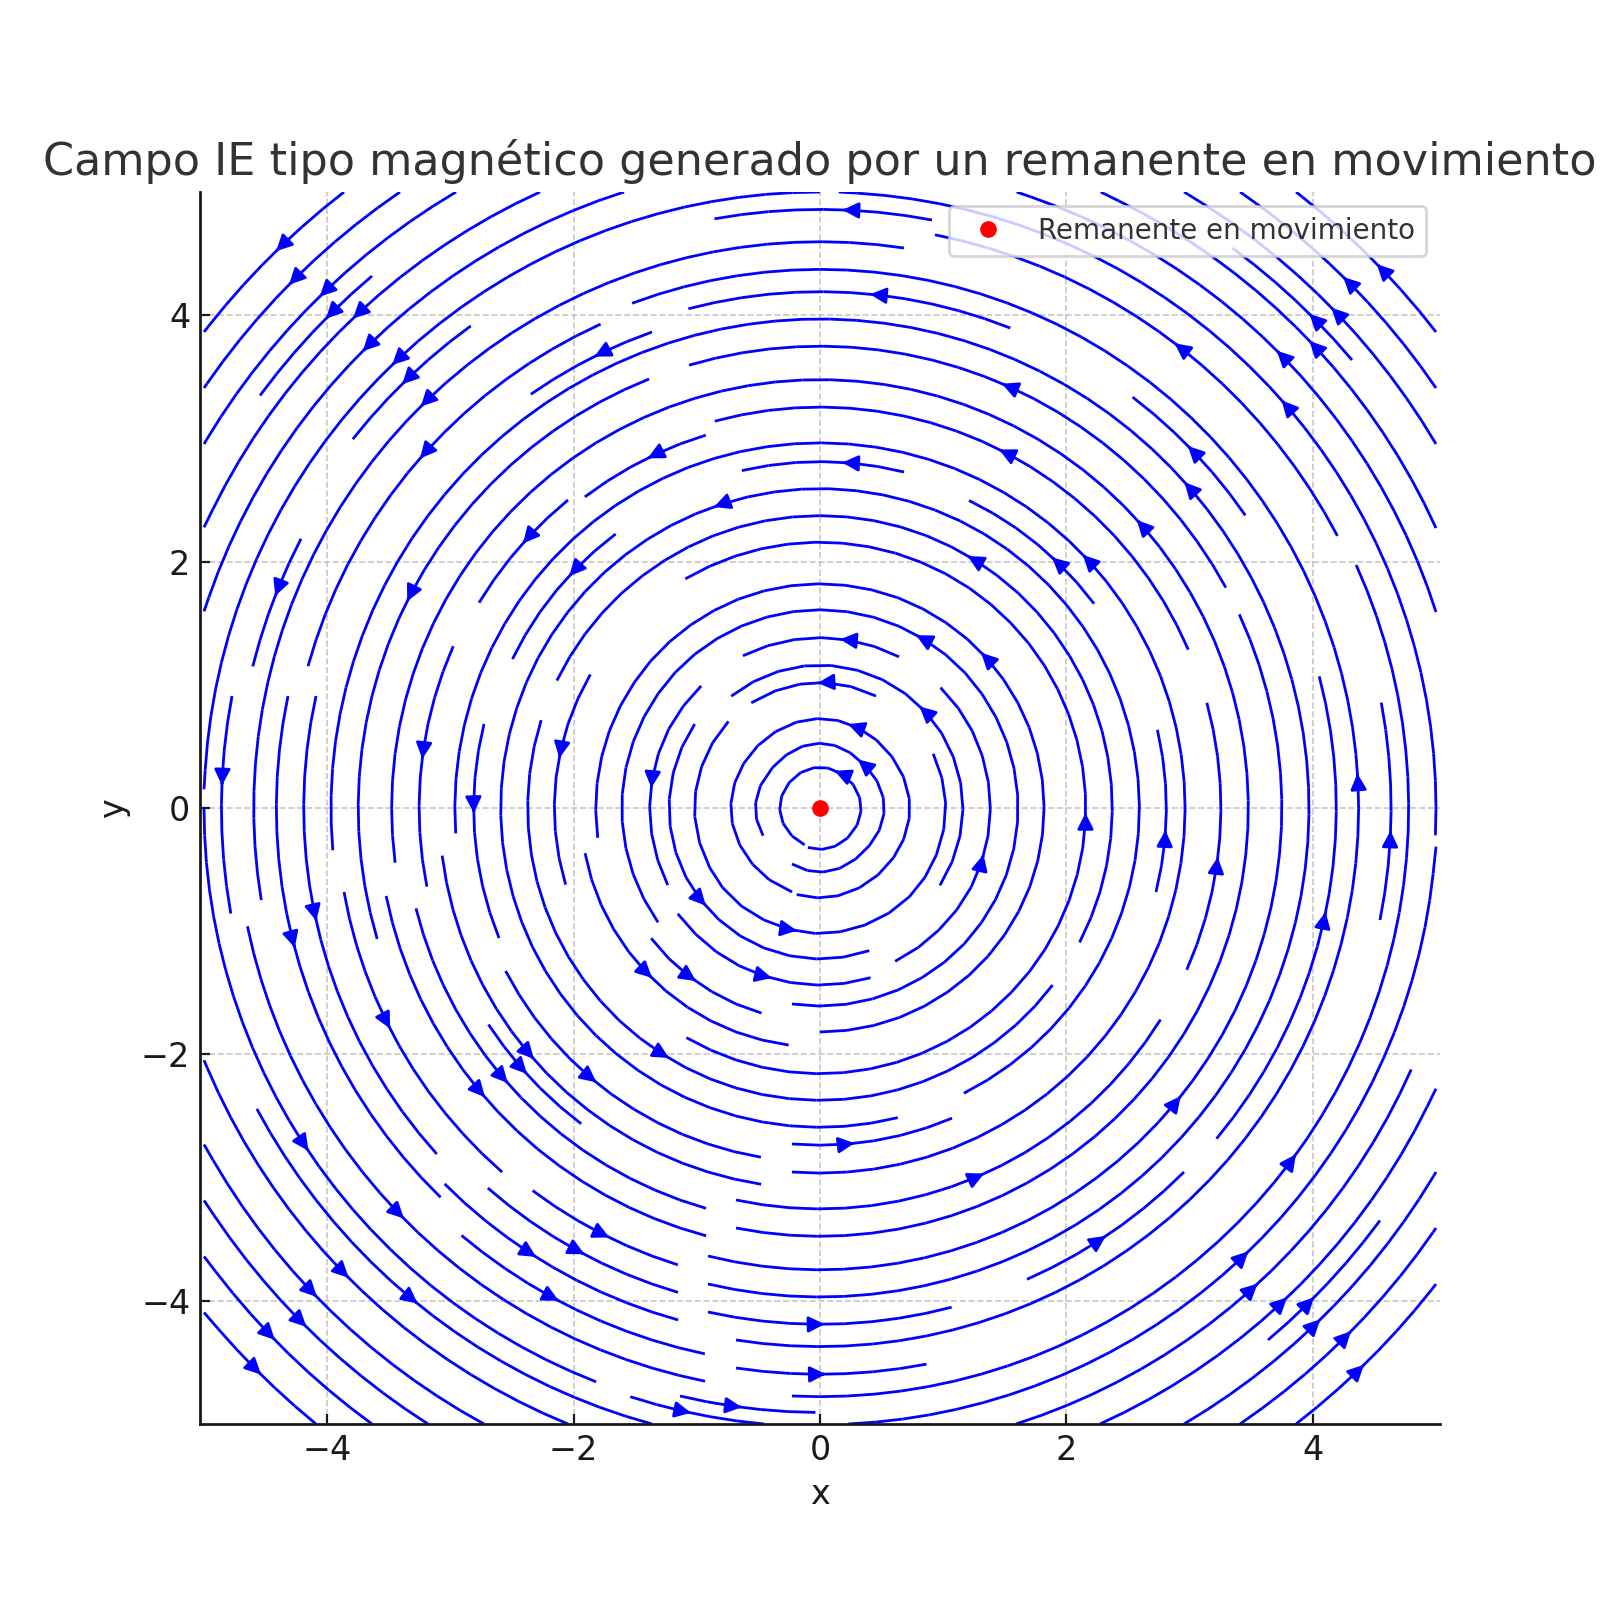 Campo IE tipo magnético generado por un remanente en movimiento
Remanente en movimiento
4
2
0
−2
−4
y
−4 −2 0 2 4
x